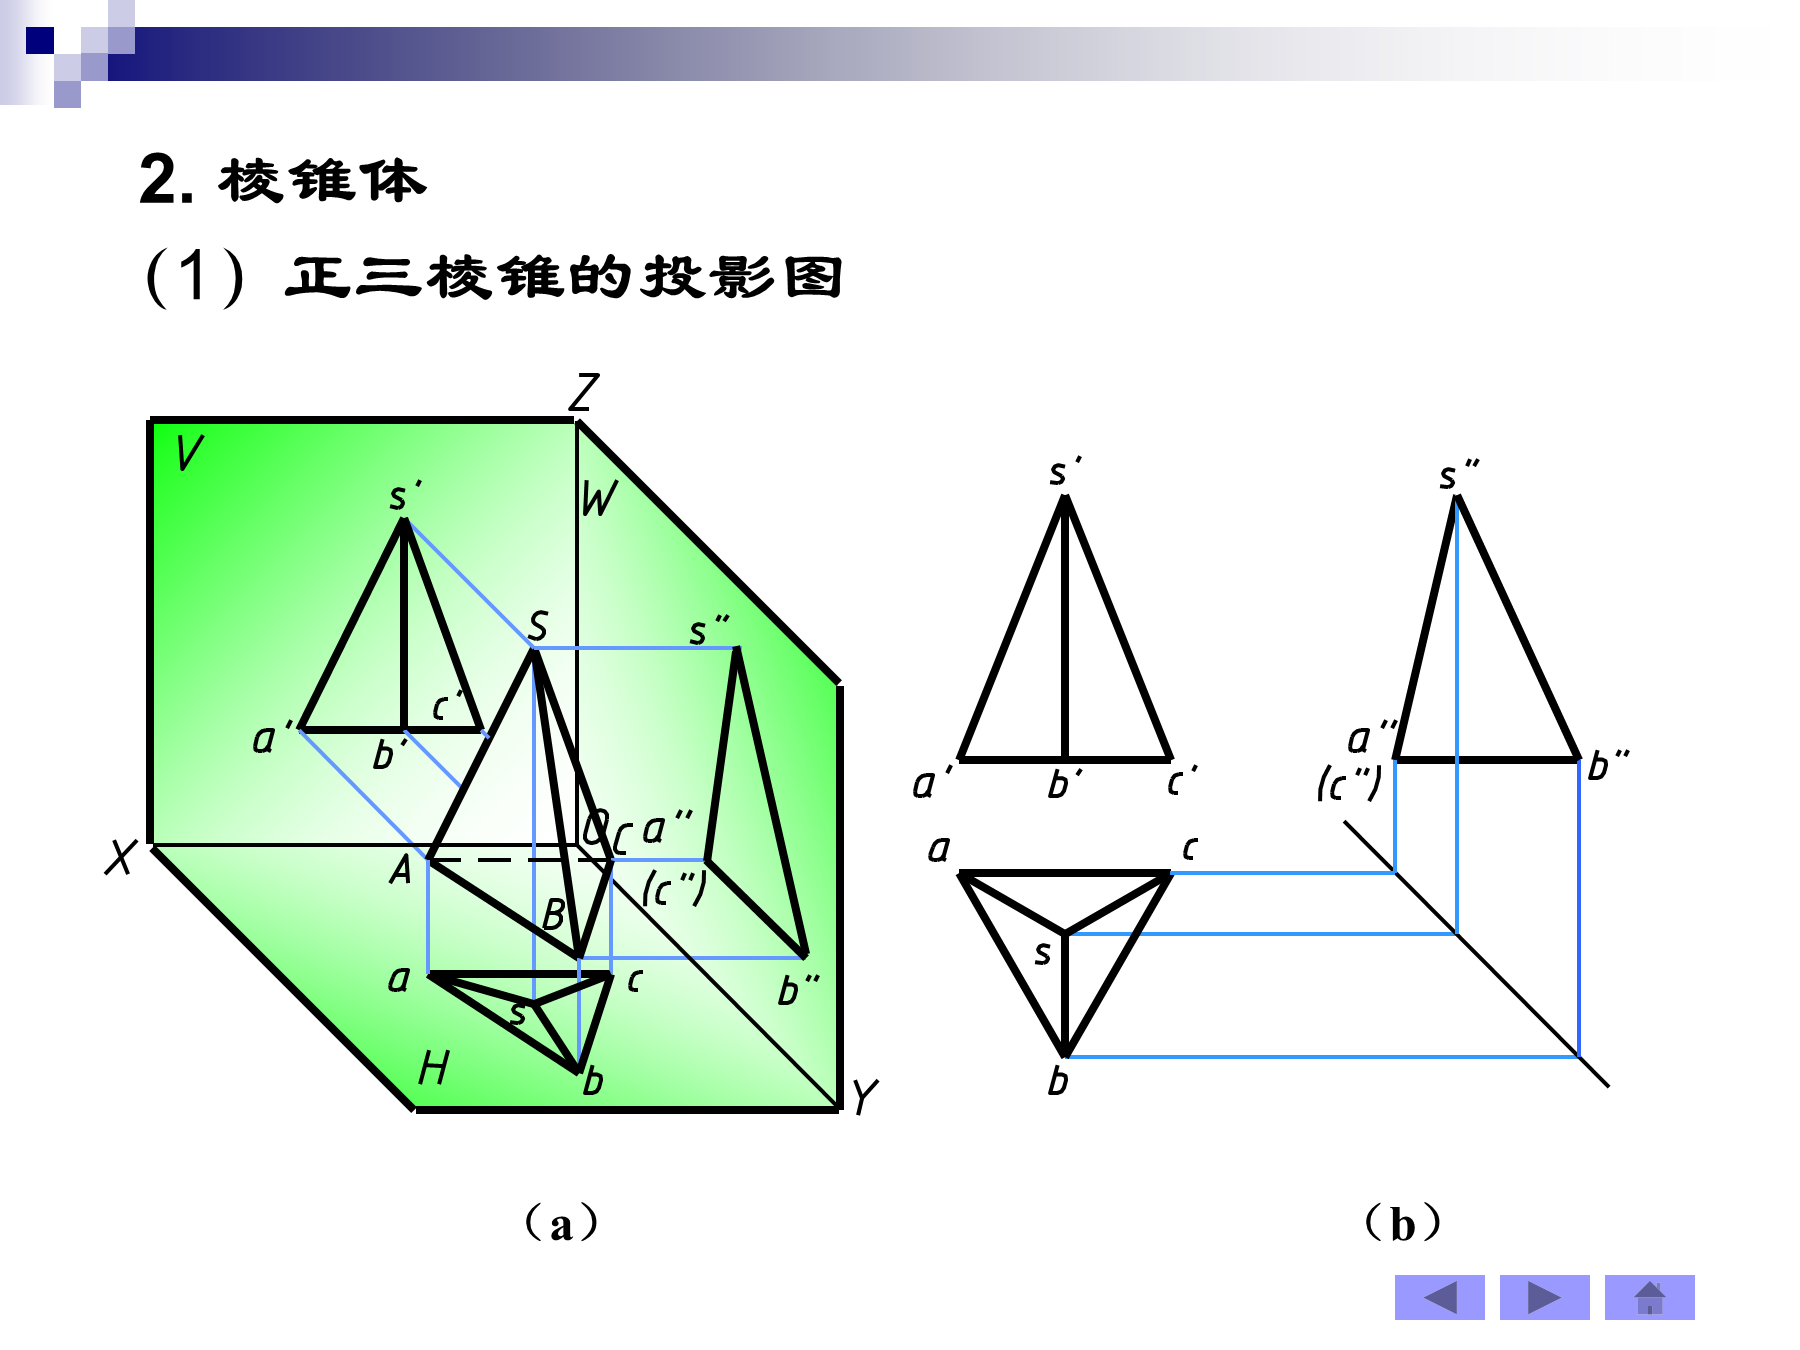 2. 棱锥体
（1）正三棱锥的投影图
Z
V
W
s′
s′
s″
S
s″
c′
a′
b′
a″
b″
a′
b′
c′
(c″)
O
C
a″
X
A
a
c
(c″)
B
s
a
c
b″
s
H
b
b
Y
（a）
（b）